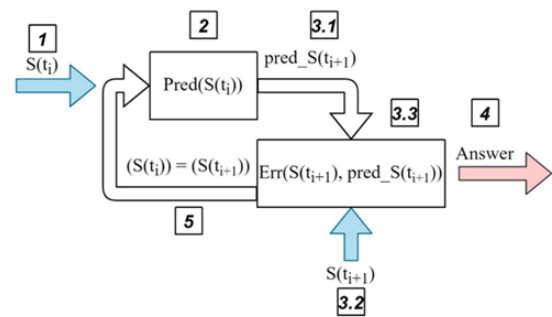 1
S(ti)
2
Pred(S(ti))
3.1
pred_S(ti+1)
3.3
Err(S(ti+1), pred_S(ti+1))
4
Answer
(S(ti)) = (S(ti+1))
5
S(ti+1)
3.2